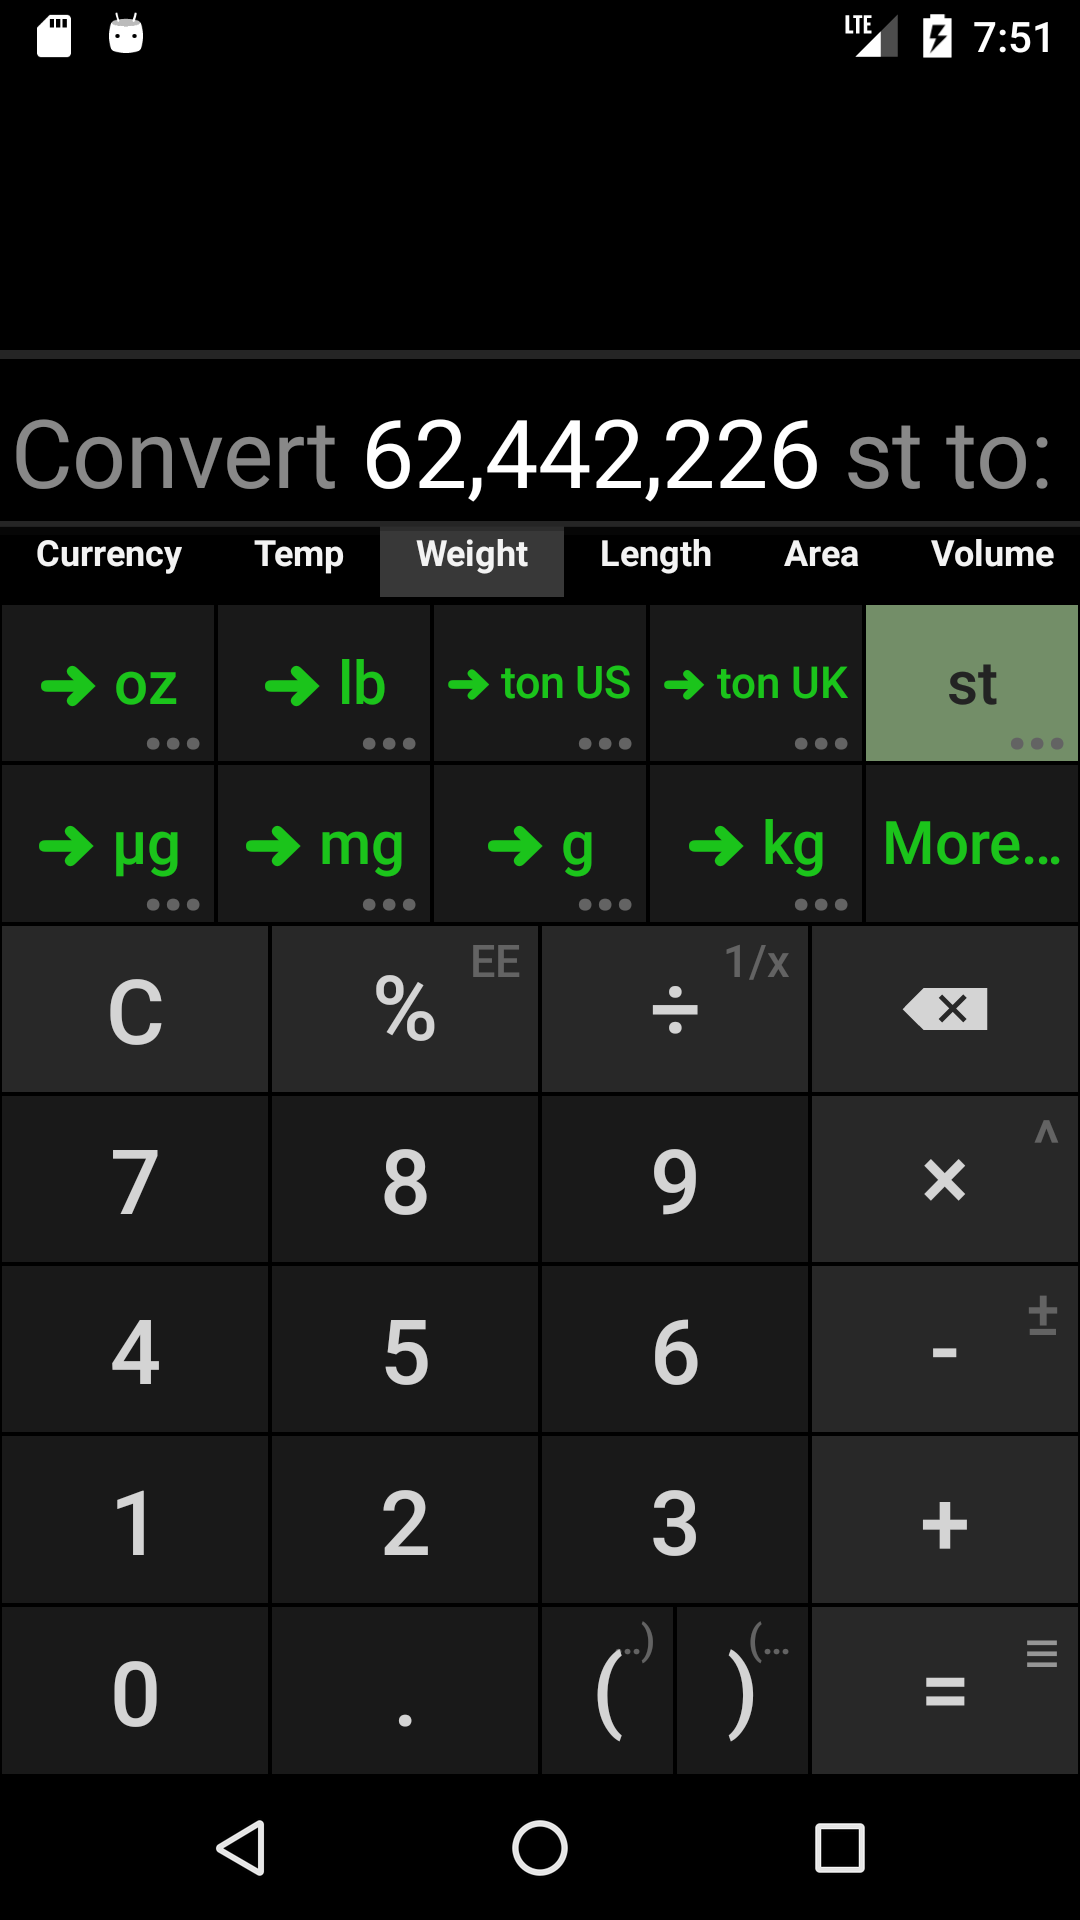 LTE 7:51
Convert 62,442,226 st to:
Currency Temp Weight Length Area Volume
→ oz → lb → ton US → ton UK st
→ µg → mg → g → kg More...
C % EE ÷ 1/x
7 8 9 × ^
4 5 6 - ±
1 2 3 +
0 . ( ..) ) (... =